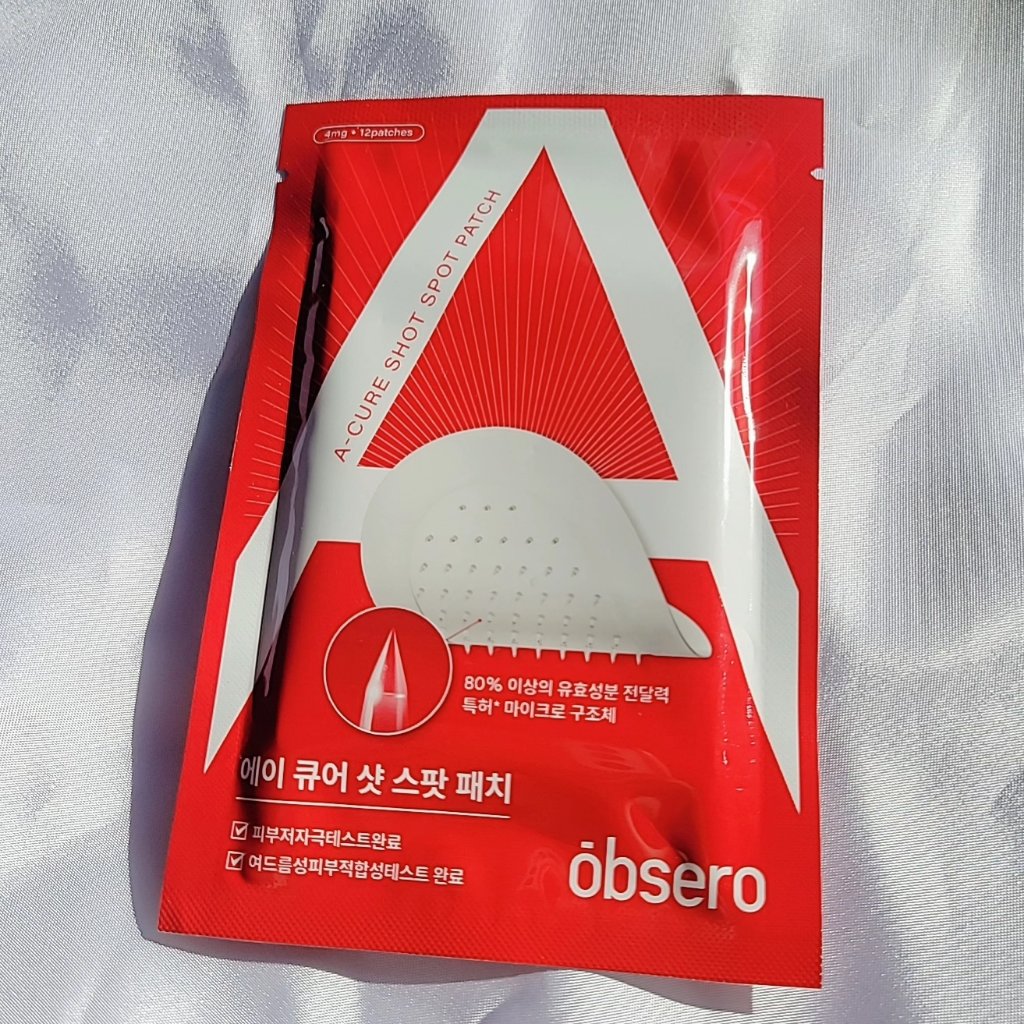 4mg • 12patches
A-CURE SHOT SPOT PATCH
80% 이상의 유효성분 전달력
특허* 마이크로 구조체
에이 큐어 샷 스팟 패치
피부저자극테스트완료
여드름성피부적합성테스트 완료
ōbsero